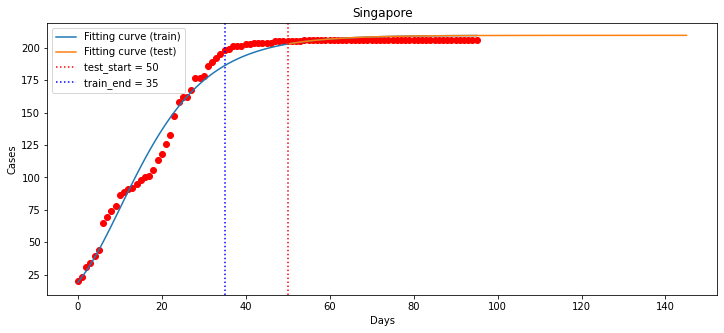 Singapore
Fitting curve (train)
Fitting curve (test)
test_start = 50
train_end = 35
200
175
150
125
100
75
50
25
Cases
0 20 40 60 80 100 120 140
Days